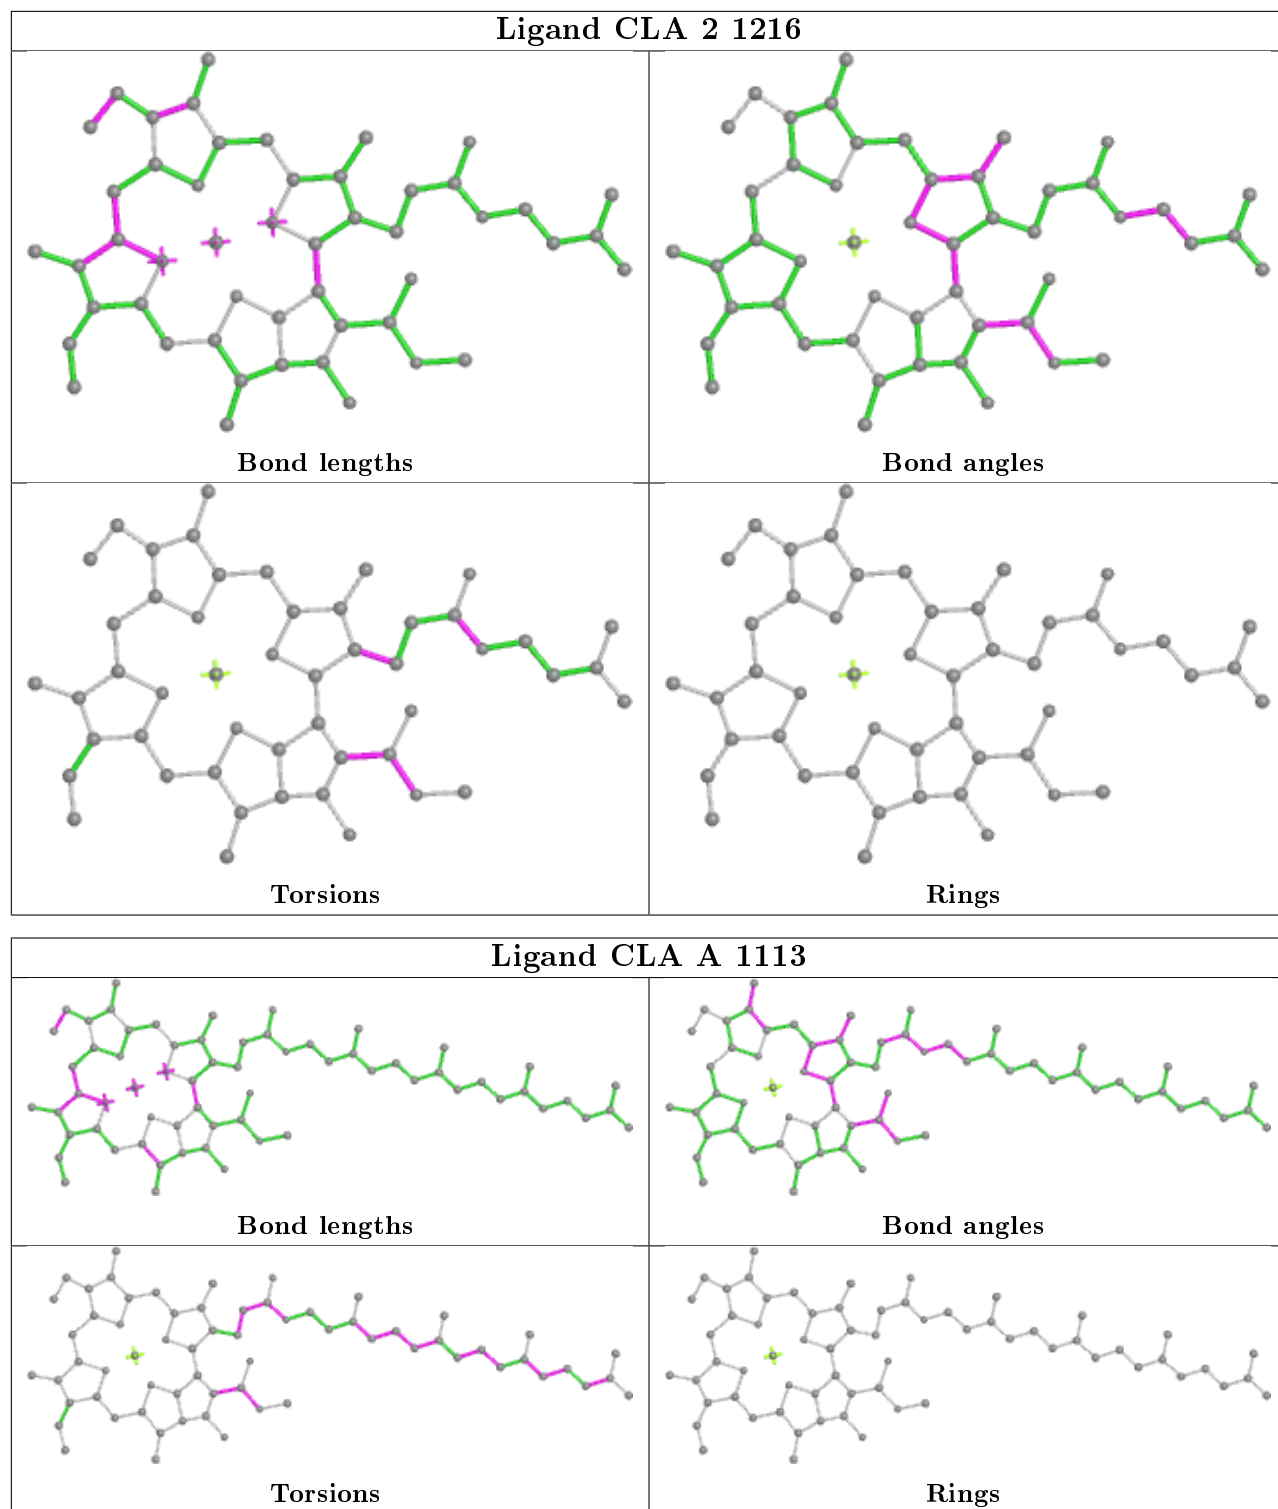 Ligand CLA 2 1216
Bond lengths
Bond angles
Torsions
Rings
Ligand CLA A 1113
Bond lengths
Bond angles
Torsions
Rings